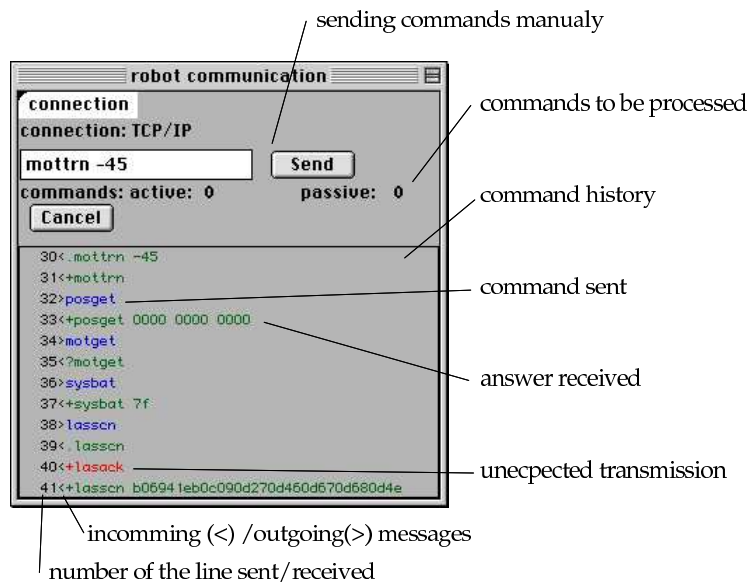 sending commands manualy
robot communication
connection
connection: TCP/IP
commands to be processed
mottrn -45
Send
commands: active: 0 passive: 0
command history
Cancel
30<.mottrn -45
31<+mottrn
32>posget
command sent
33<+posget 0000 0000 0000
34>motget
35<?motget
answer received
36>sysbat
37<+sysbat 7f
38>lasscn
39<.lasscn
40<+lasack
unecpected transmission
41<+lasscn b06941eb0c090d270d460d670d680d4e
incomming (<) /outgoing(>) messages
number of the line sent/received